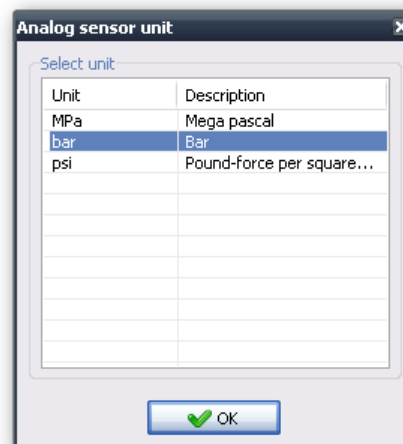 Analog sensor unit
Select unit
Unit Description
MPa Mega pascal
bar Bar
psi Pound-force per square...
OK